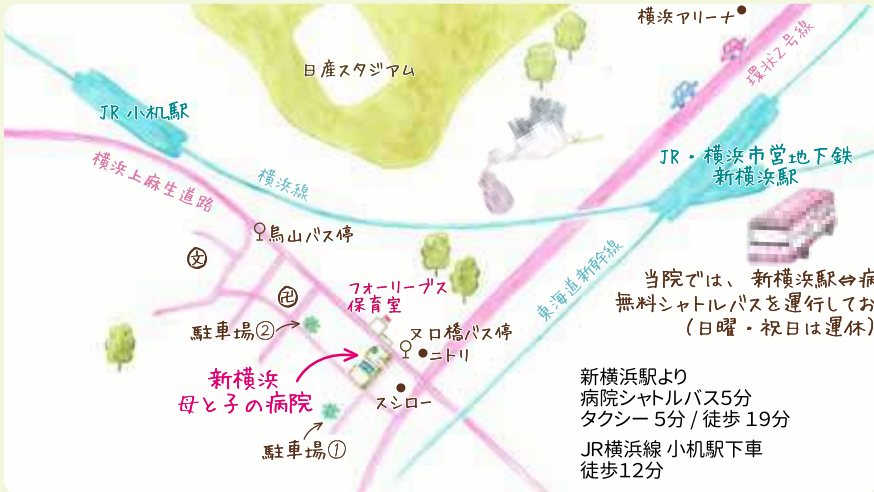 横浜アリーナ
日産スタジアム
環状2号線
JR 小机駅
横浜上麻生道路
横浜線
JR・横浜市営地下鉄
新横浜駅
鳥山バス停
文
東海道新幹線
当院では、新横浜駅⇔病
無料シャトルバスを運行してお
(日曜・祝日は運休)
フォーリーブス
保育室
卍
駐車場②
又口橋バス停
ニトリ
新横浜
母と子の病院
スシロー
駐車場①
新横浜駅より
病院シャトルバス5分
タクシー 5分 / 徒歩 19分
JR横浜線 小机駅下車
徒歩12分